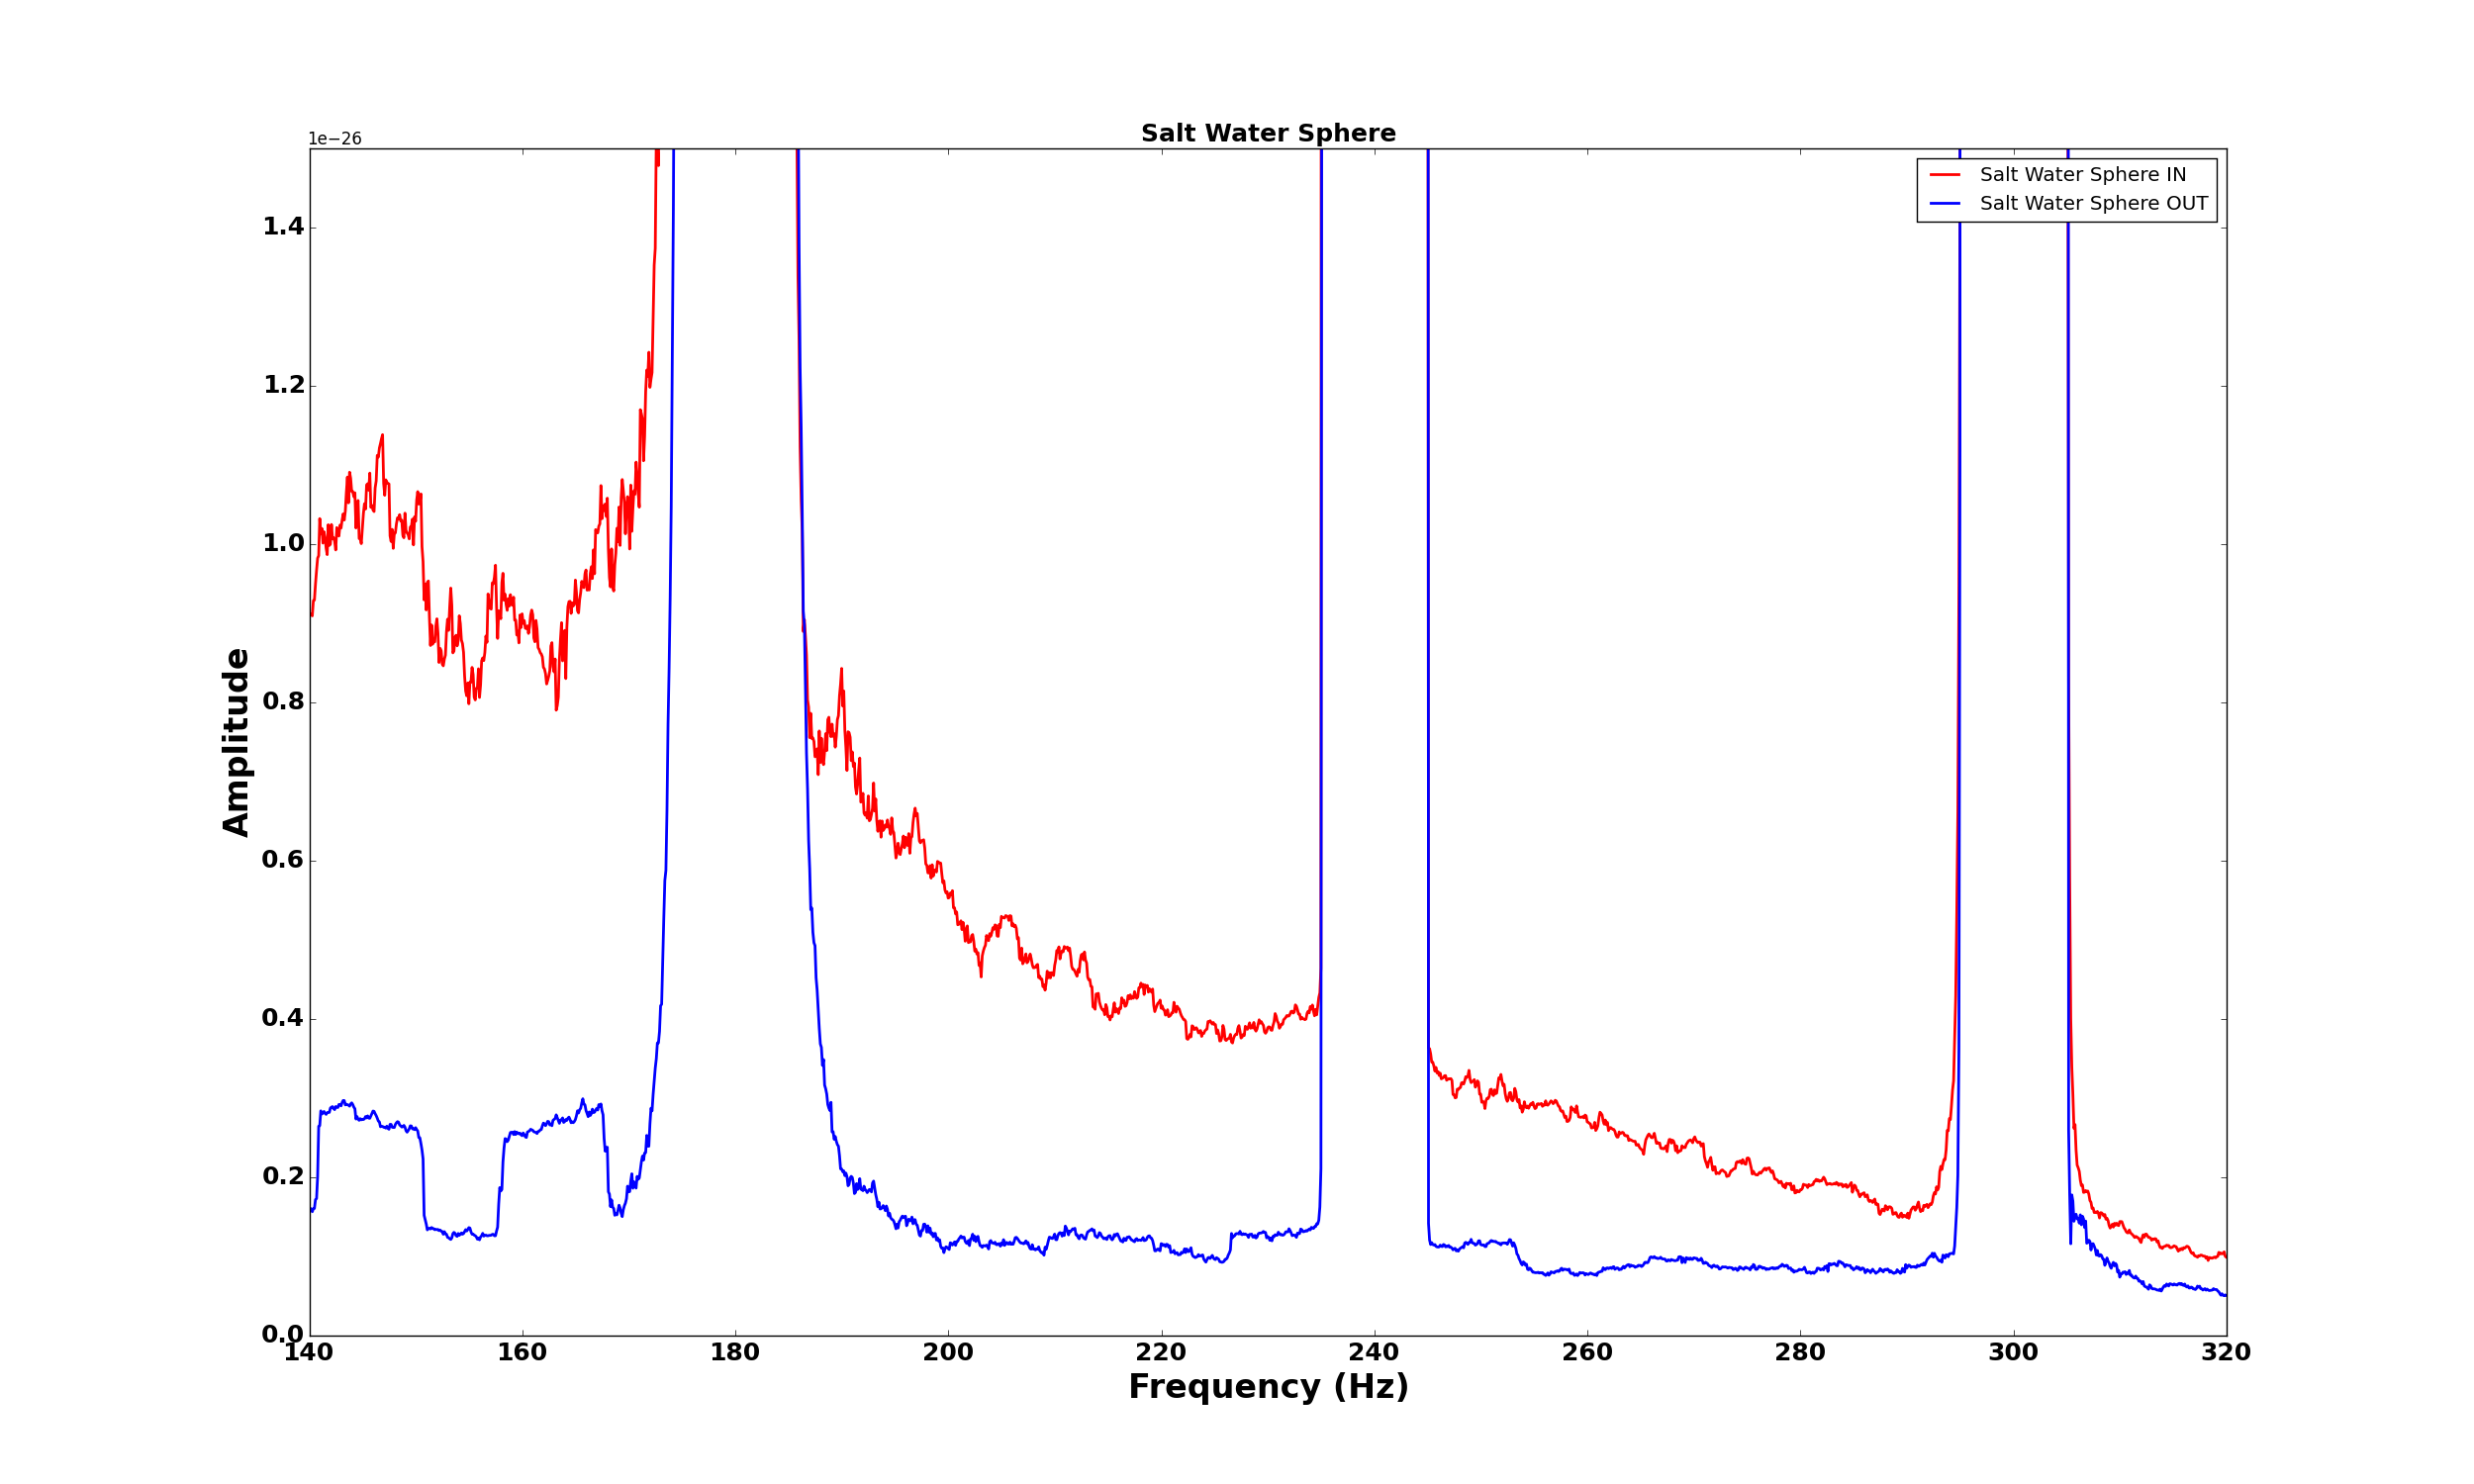 Salt Water Sphere
1e−26
Salt Water Sphere IN
Salt Water Sphere OUT
1.4
1.2
1.0
0.8
0.6
0.4
0.2
0.0
Amplitude
140 160 180 200 220 240 260 280 300 320
Frequency (Hz)